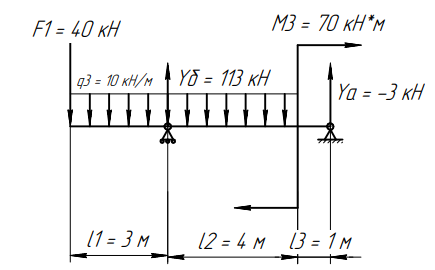 F1 = 40 кН
M3 = 70 кН*м
q3 = 10 кН/м
Yб = 113 кН
Ya = -3 кН
l1 = 3 м
l2 = 4 м
l3 = 1 м